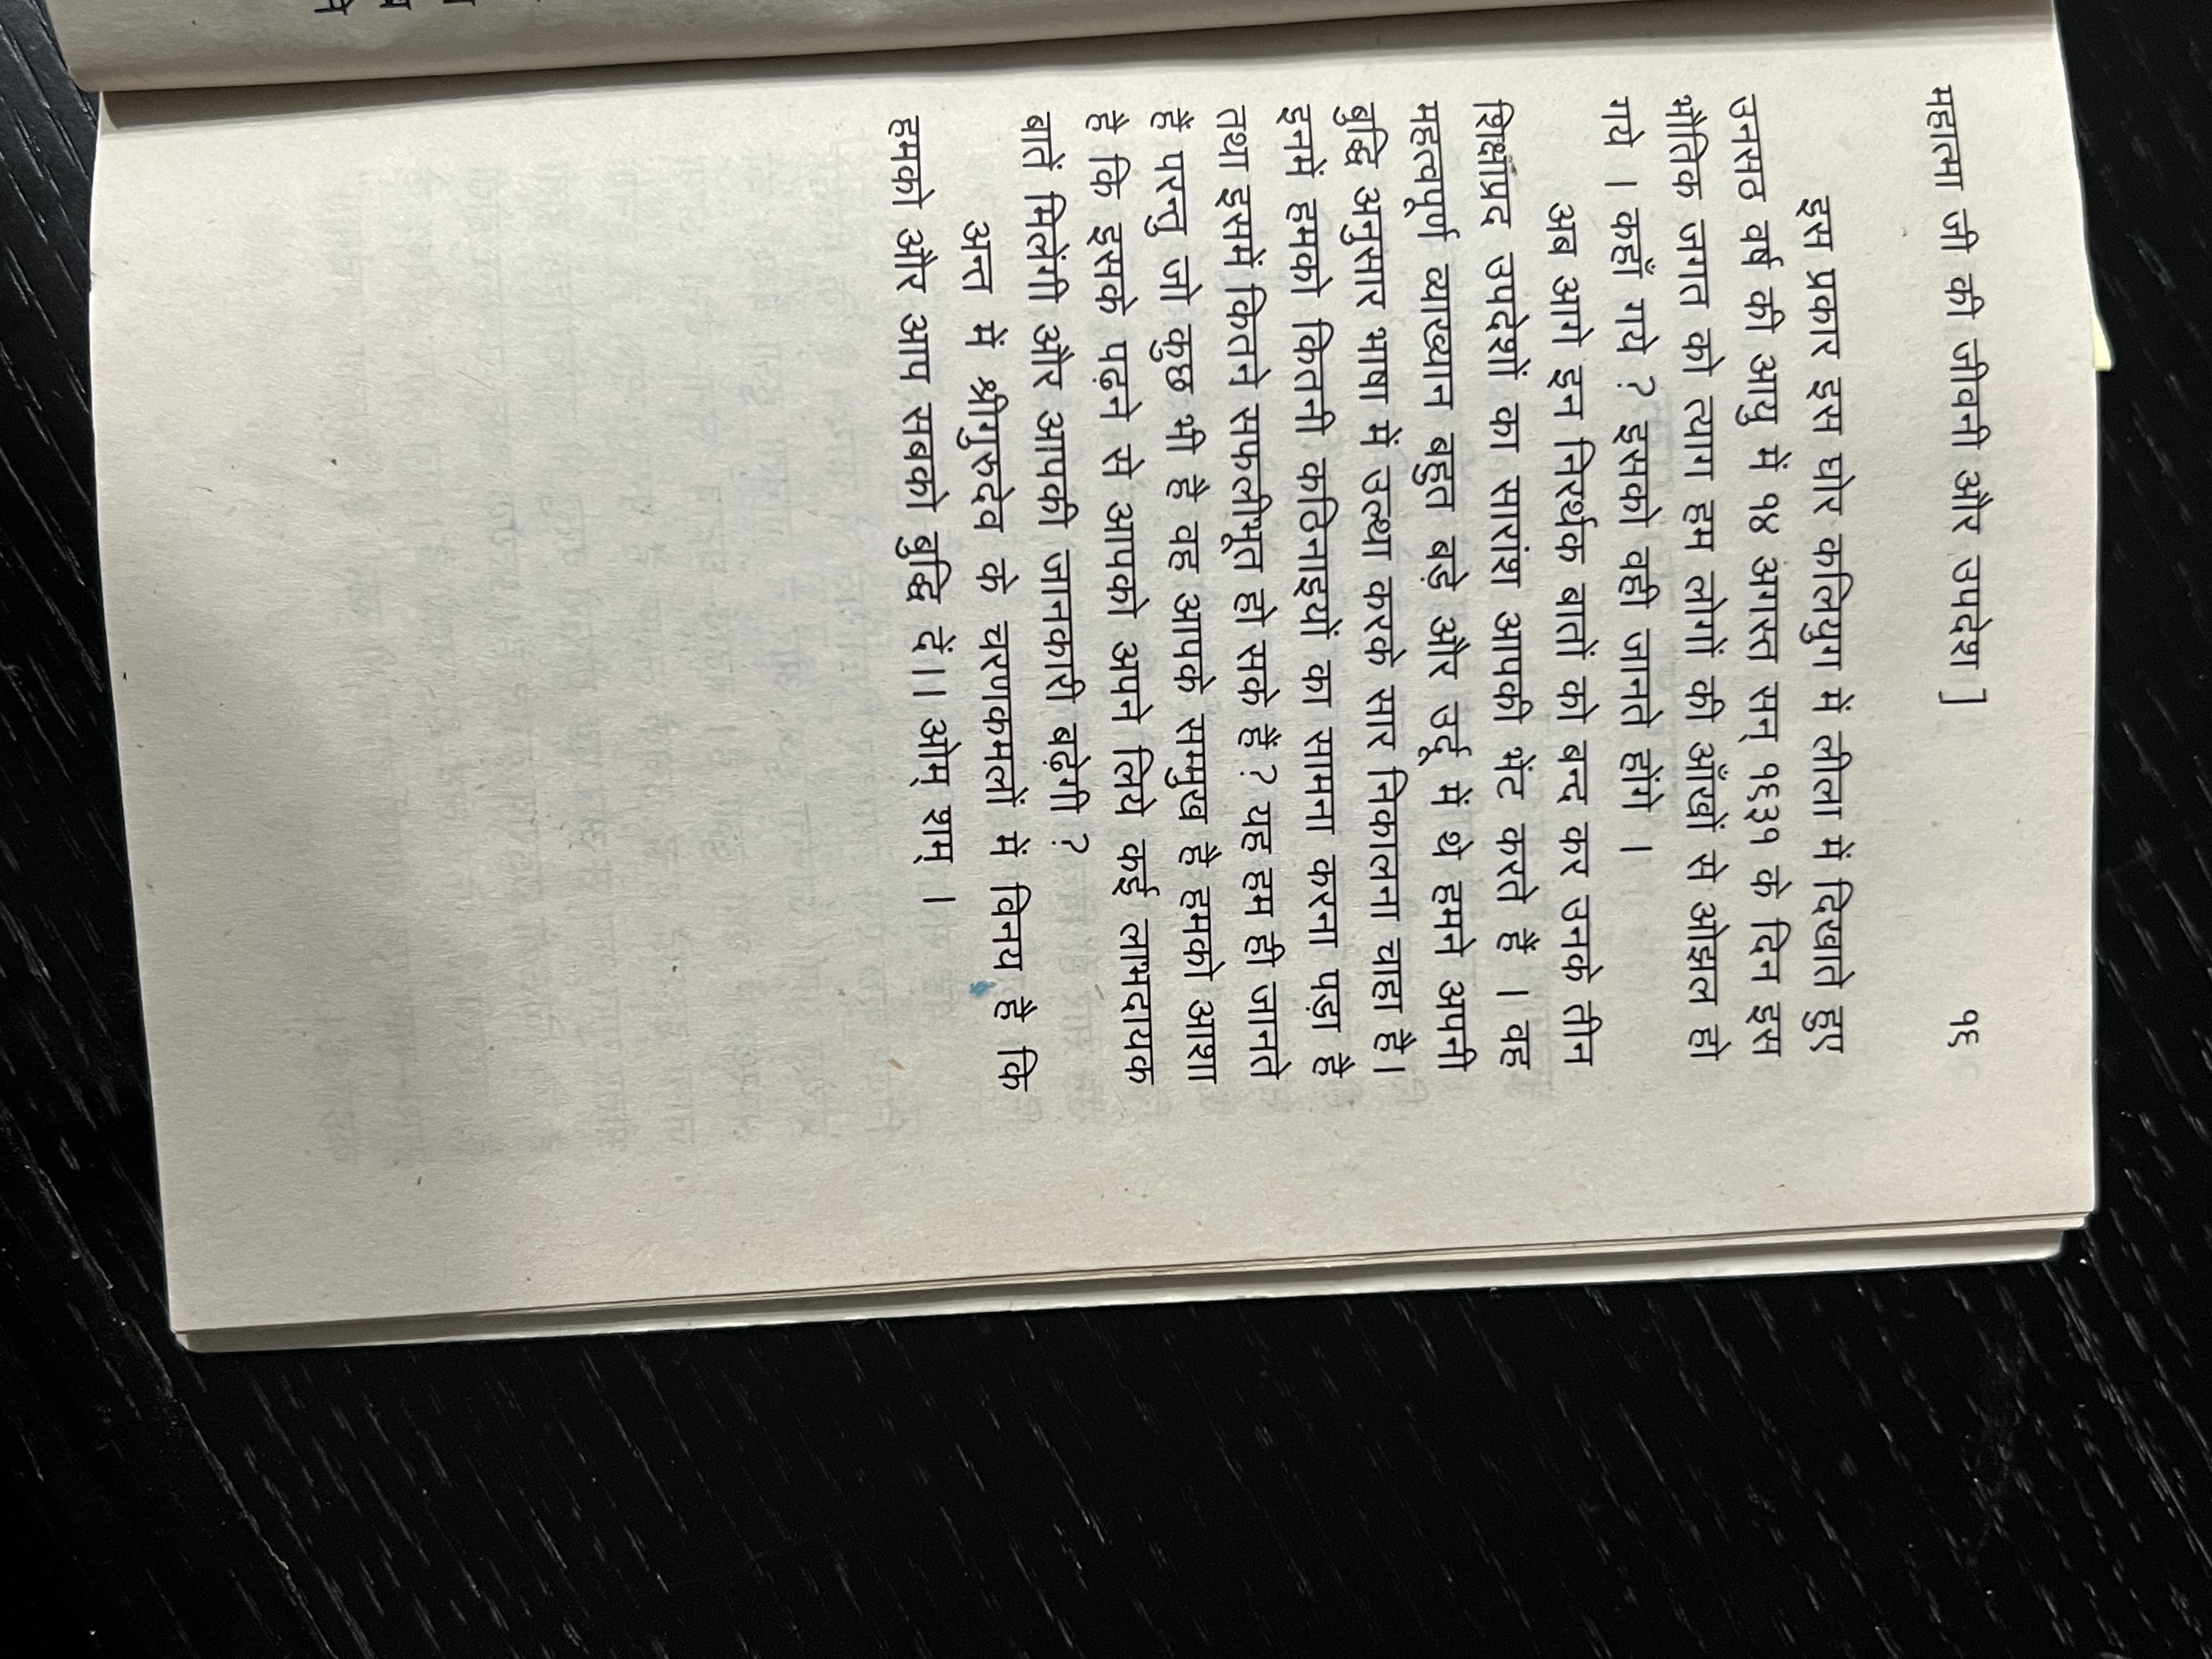 महात्मा जी की जीवनी और उपदेश ] १९
इस प्रकार इस घोर कलियुग में लीला में दिखाते हुए
उनसठ वर्ष की आयु में १४ अगस्त सन् १९३१ के दिन इस
भौतिक जगत को त्याग हम लोगों की आँखों से ओझल हो
गये । कहाँ गये ? इसको वही जानते होंगे ।
अब आगे इन निरर्थक बातों को बन्द कर उनके तीन
शिक्षाप्रद उपदेशों का सारांश आपकी भेंट करते हैं । वह
महत्वपूर्ण व्याख्यान बहुत बड़े और उर्दू में थे हमने अपनी
बुद्धि अनुसार भाषा में उल्था करके सार निकालना चाहा है।
इनमें हमको कितनी कठिनाइयों का सामना करना पड़ा है
तथा इसमें कितने सफलीभूत हो सके हैं ? यह हम ही जानते
हैं परन्तु जो कुछ भी है वह आपके सम्मुख है हमको आशा
है कि इसके पढ़ने से आपको अपने लिये कई लाभदायक
बातें मिलेंगी और आपकी जानकारी बढ़ेगी ?
अन्त में श्रीगुरुदेव के चरणकमलों में विनय है कि
हमको और आप सबको बुद्धि दें।। ओम् शम् ।